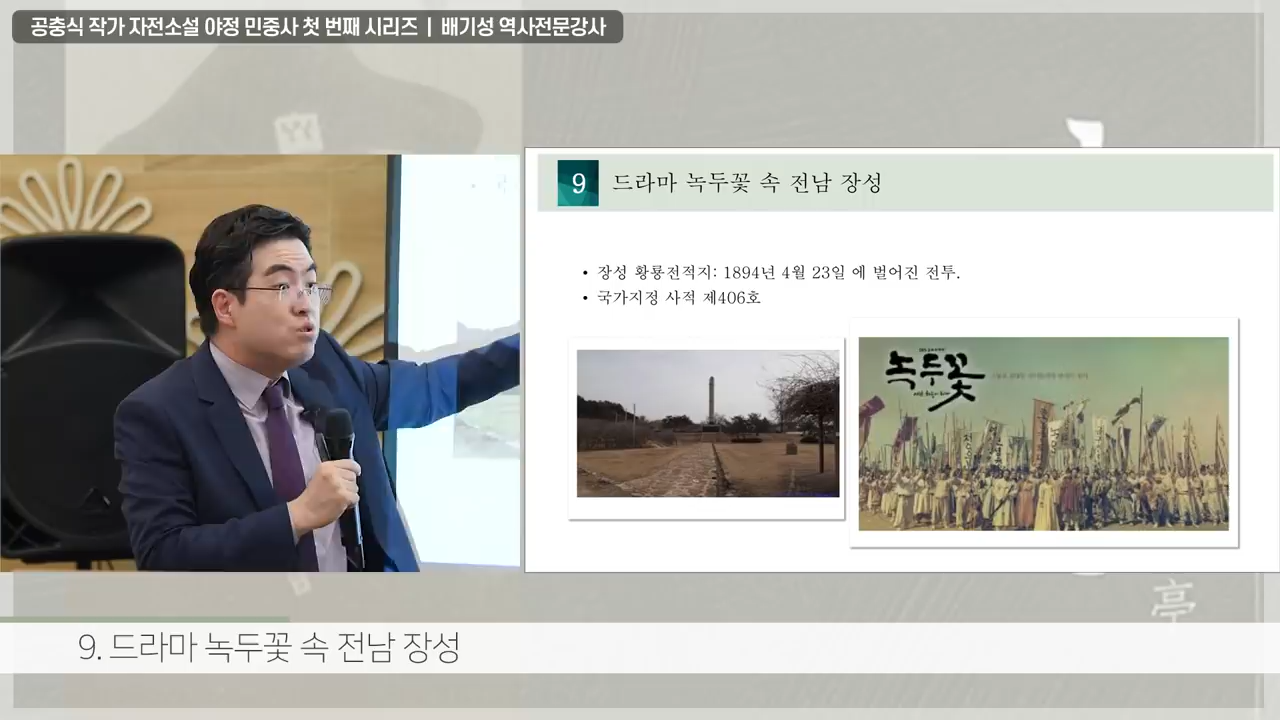 공충식 작가 자전소설 야정 민중사 첫 번째 시리즈 | 배기성 역사전문강사
9 드라마 녹두꽃 속 전남 장성
• 장성 황룡전적지: 1894년 4월 23일 에 벌어진 전투.
• 국가지정 사적 제406호
녹두꽃
亭
9. 드라마 녹두꽃 속 전남 장성